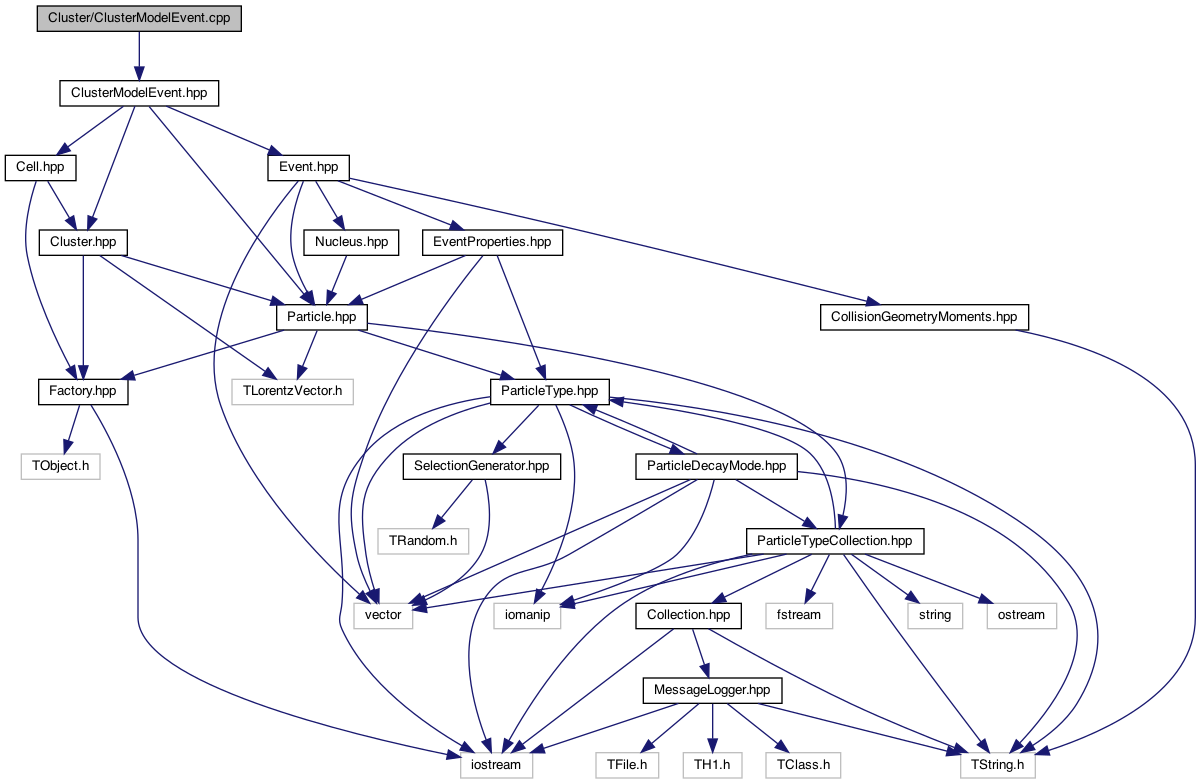 Cluster/ClusterModelEvent.cpp
ClusterModelEvent.hpp
Cell.hpp
Event.hpp
Cluster.hpp
Nucleus.hpp
EventProperties.hpp
Particle.hpp
CollisionGeometryMoments.hpp
Factory.hpp
TLorentzVector.h
ParticleType.hpp
TObject.h
SelectionGenerator.hpp
ParticleDecayMode.hpp
TRandom.h
ParticleTypeCollection.hpp
vector
iomanip
Collection.hpp
fstream
string
ostream
MessageLogger.hpp
iostream
TFile.h
TH1.h
TClass.h
TString.h